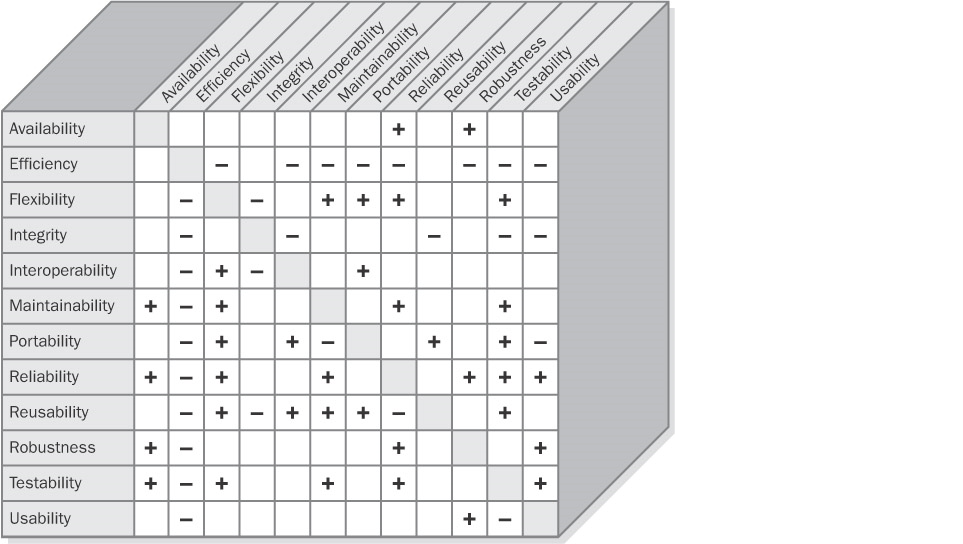 Availability
Efficiency
Flexibility
Integrity
Interoperability
Maintainability
Portability
Reliability
Reusability
Robustness
Testability
Usability
Availability + +
Efficiency – – – – – – – –
Flexibility – – + + + +
Integrity – – – – –
Interoperability – + – +
Maintainability + – + + +
Portability – + + – + + –
Reliability + – + + + + +
Reusability – + – + + + – +
Robustness + – + +
Testability + – + + + +
Usability – + –